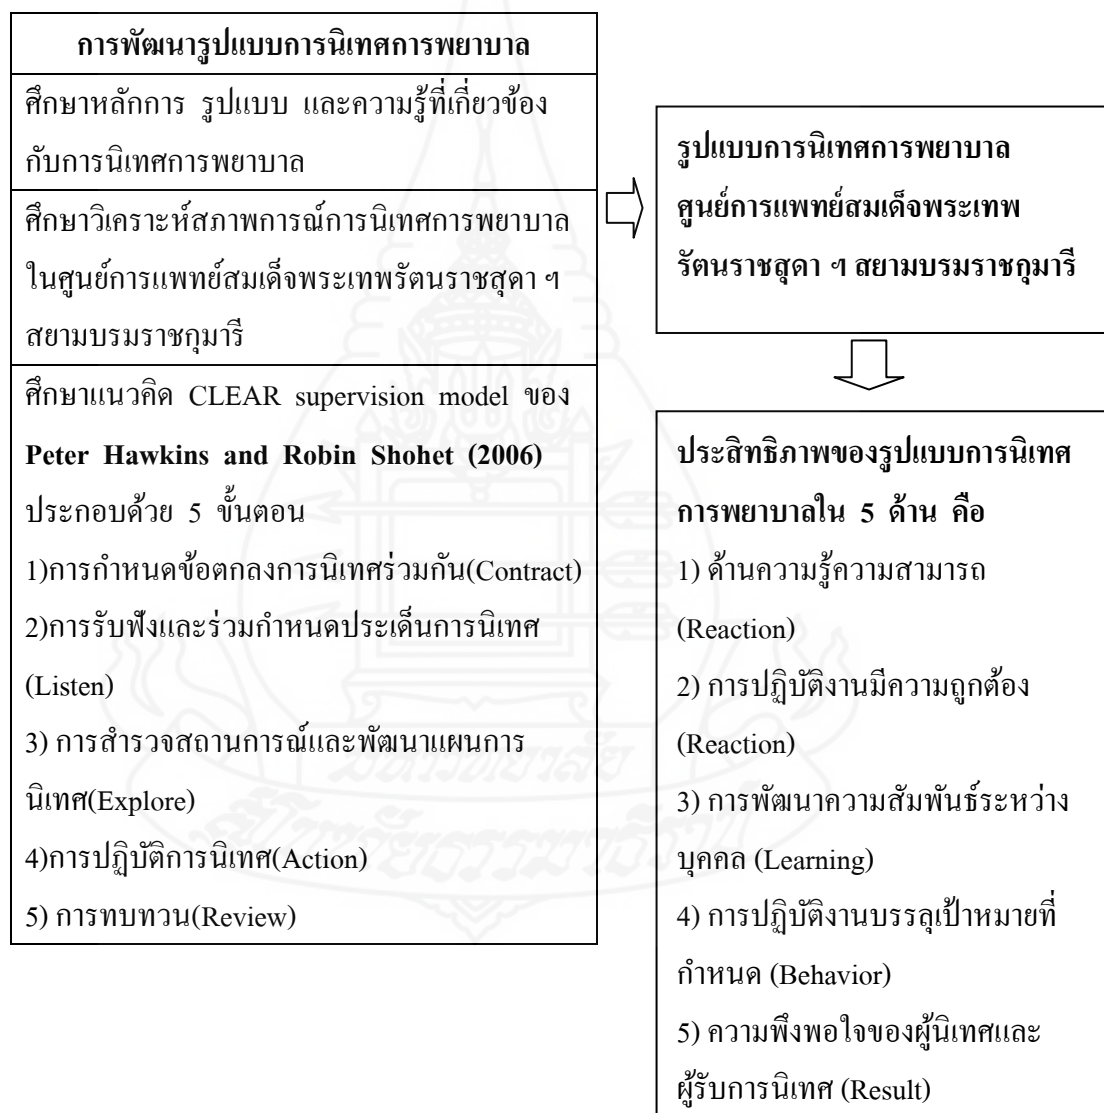 การพัฒนารูปแบบการนิเทศการพยาบาล
ศึกษาหลักการ รูปแบบ และความรู้ที่เกี่ยวข้อง
กับการนิเทศการพยาบาล
ศึกษาวิเคราะห์สภาพการณ์การนิเทศการพยาบาล
ในศูนย์การแพทย์สมเด็จพระเทพรัตนราชสุดา ฯ
สยามบรมราชกุมารี
ศึกษาแนวคิด CLEAR supervision model ของ
Peter Hawkins and Robin Shohet (2006)
ประกอบด้วย 5 ขั้นตอน
1)การกำหนดข้อตกลงการนิเทศร่วมกัน(Contract)
2)การรับฟังและร่วมกำหนดประเด็นการนิเทศ
(Listen)
3) การสำรวจสถานการณ์และพัฒนาแผนการ
นิเทศ(Explore)
4)การปฏิบัติการนิเทศ(Action)
5) การทบทวน(Review)
รูปแบบการนิเทศการพยาบาล
ศูนย์การแพทย์สมเด็จพระเทพ
รัตนราชสุดา ฯ สยามบรมราชกุมารี
ประสิทธิภาพของรูปแบบการนิเทศ
การพยาบาลใน 5 ด้าน คือ
1) ด้านความรู้ความสามารถ
(Reaction)
2) การปฏิบัติงานมีความถูกต้อง
(Reaction)
3) การพัฒนาความสัมพันธ์ระหว่าง
บุคคล (Learning)
4) การปฏิบัติงานบรรลุเป้าหมายที่
กำหนด (Behavior)
5) ความพึงพอใจของผู้นิเทศและ
ผู้รับการนิเทศ (Result)